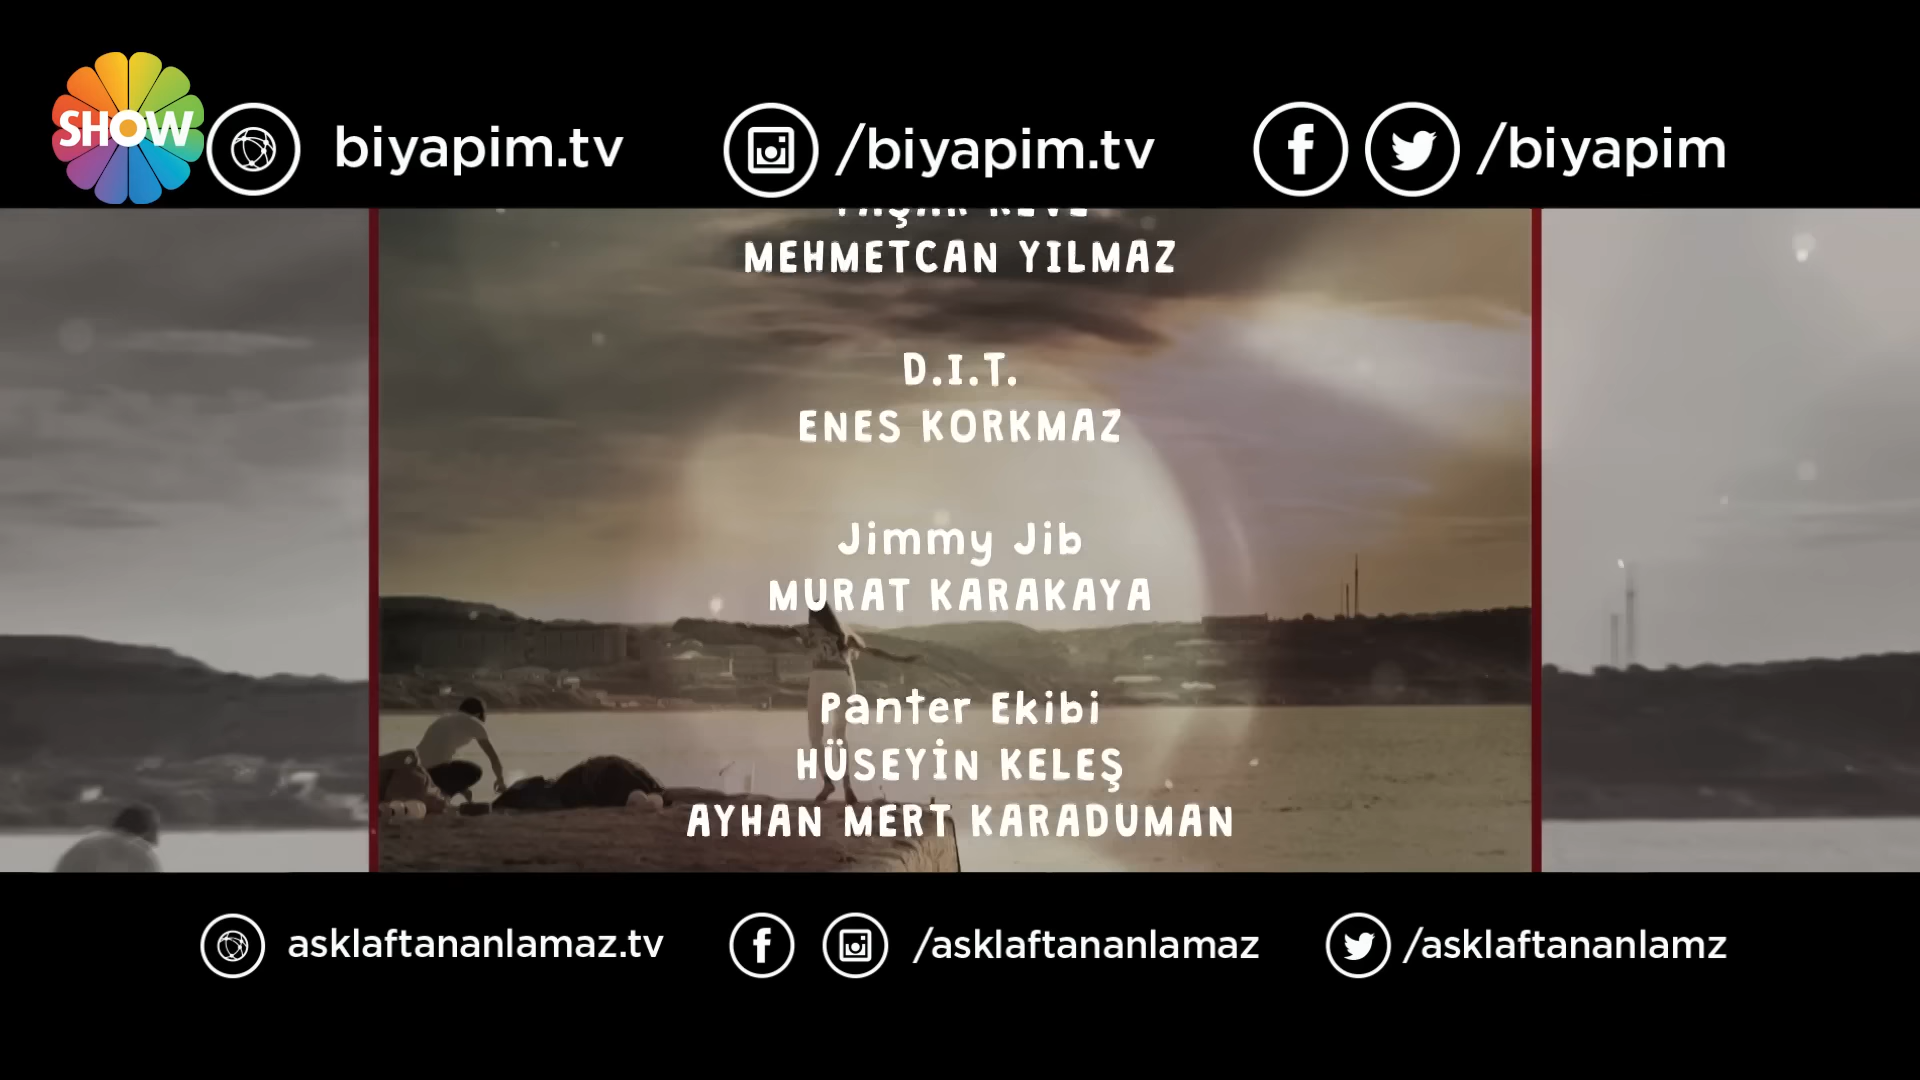 SHOW
biyapim.tv
/biyapim.tv
/biyapim
MEHMETCAN YILMAZ
D.I.T.
ENES KORKMAZ
Jimmy Jib
MURAT KARAKAYA
Panter Ekibi
HÜSEYİN KELEŞ
AYHAN MERT KARADUMAN
asklaftananlamaz.tv
/asklaftananlamaz
/asklaftananlamz